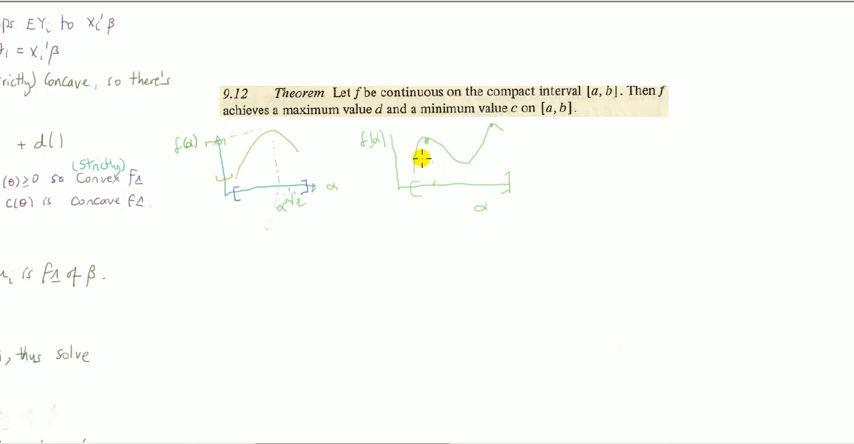 EYi to Xi'β
= Xi'β
Concave, so there's
9.12 Theorem Let f be continuous on the compact interval [a, b]. Then f
achieves a maximum value d and a minimum value c on [a, b].
+ d()
f(α)
α
f(α)
α
(strictly)
(θ)≥0 so Convex fn
C(θ) is Concave fn.
is fn of β.
, thus solve